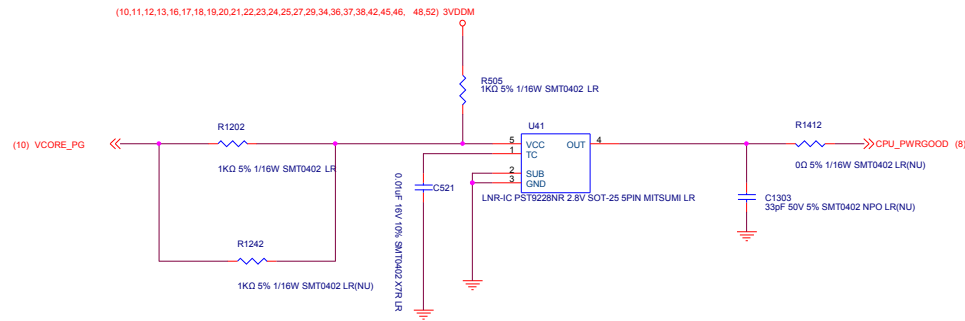 (10,11,12,13,16,17,18,19,20,21,22,23,24,25,27,29,34,36,37,38,42,45,46, 48,52) 3VDDM
R505
1KΩ 5% 1/16W SMT0402 LR
(10) VCORE_PG
R1202
1KΩ 5% 1/16W SMT0402 LR
R1242
1KΩ 5% 1/16W SMT0402 LR(NU)
C521
0.01uF 16V 10% SMT0402 X7R LR
U41
5 VCC OUT 4
1 TC
2 SUB
3 GND
LNR-IC PST9228NR 2.8V SOT-25 5PIN MITSUMI LR
R1412
0Ω 5% 1/16W SMT0402 LR(NU)
CPU_PWRGOOD (8)
C1303
33pF 50V 5% SMT0402 NPO LR(NU)